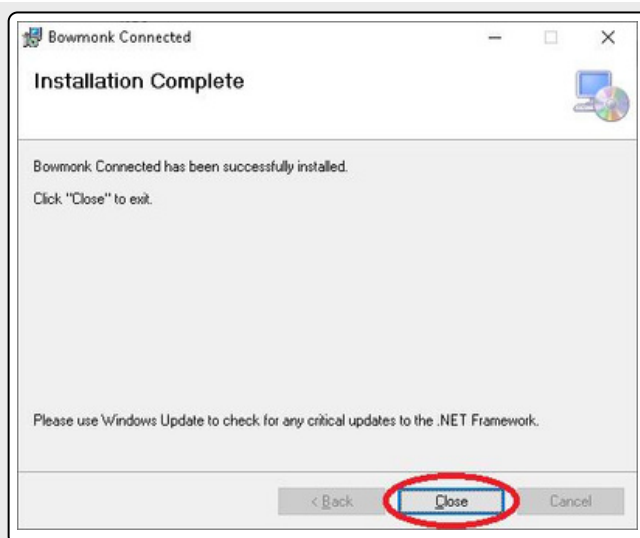 Bowmonk Connected
Installation Complete
Bowmonk Connected has been successfully installed.
Click "Close" to exit.
Please use Windows Update to check for any critical updates to the .NET Framework.
< Back
Close
Cancel